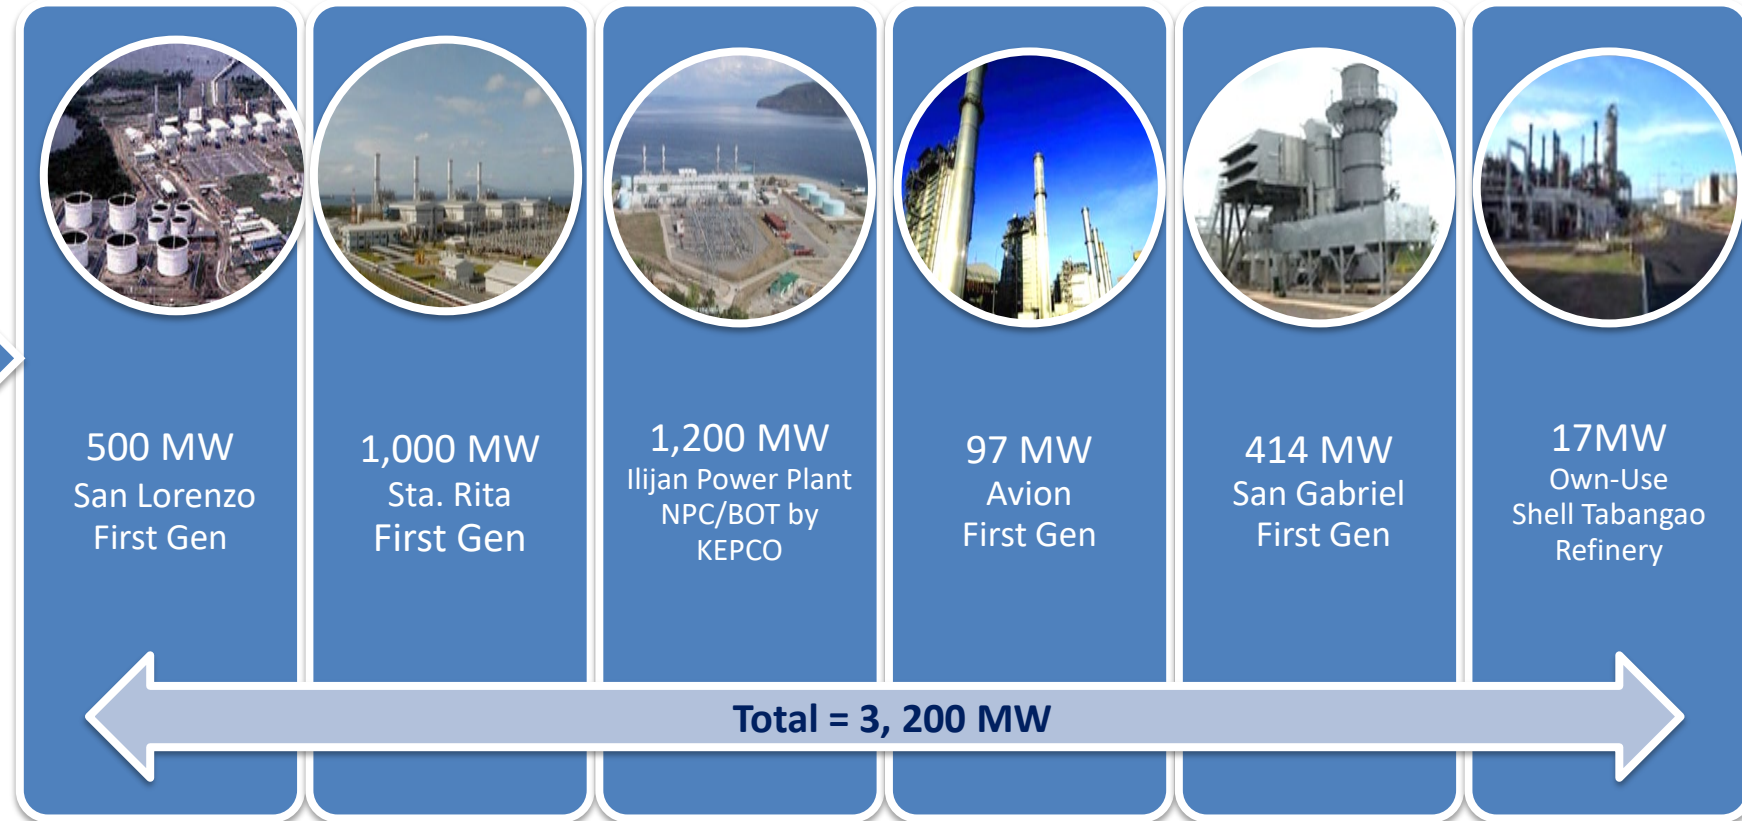 500 MW
San Lorenzo
First Gen
1,000 MW
Sta. Rita
First Gen
1,200 MW
Ilijan Power Plant
NPC/BOT by
KEPCO
97 MW
Avion
First Gen
414 MW
San Gabriel
First Gen
17MW
Own-Use
Shell Tabangao
Refinery
Total = 3, 200 MW